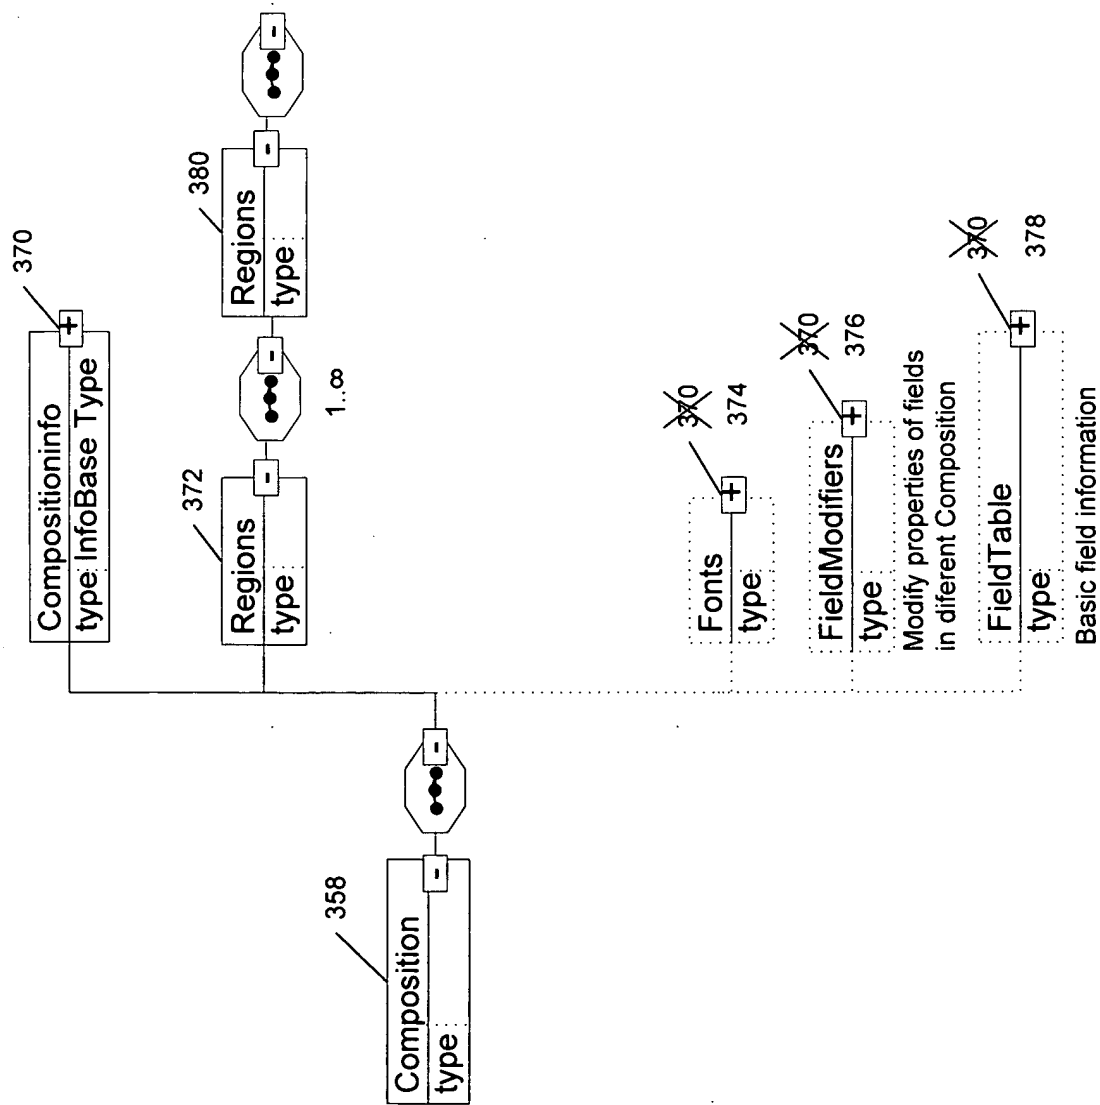 358
Composition
type
370
Compositioninfo
type InfoBase Type
372
Regions
type
1..∞
380
Regions
type
370
374
Fonts
type
370
376
FieldModifiers
type
Modify properties of fields
in diferent Composition
370
378
FieldTable
type
Basic field information